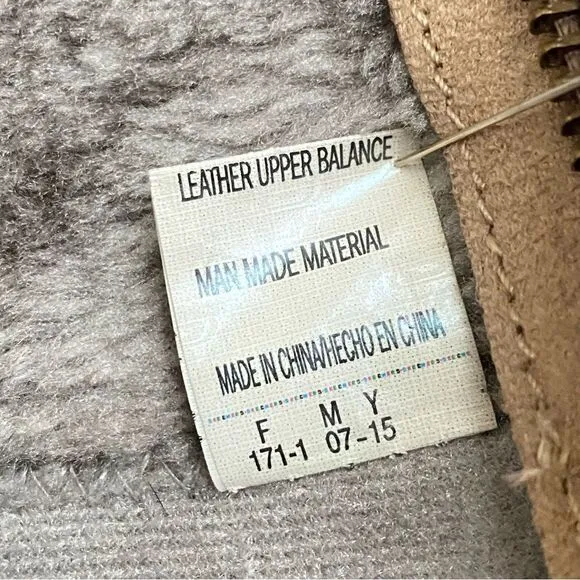 LEATHER UPPER BALANCE
MAN MADE MATERIAL
MADE IN CHINA/HECHO EN CHINA
F M Y
171-1 07-15